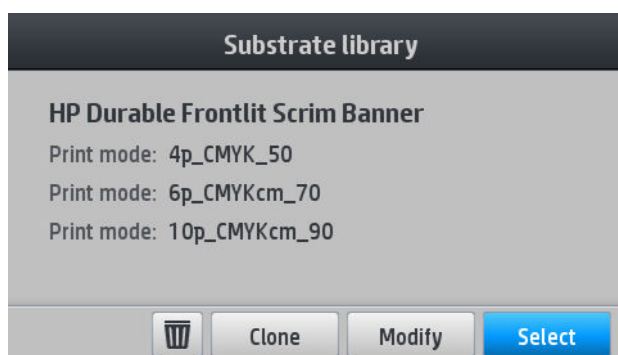 Substrate library
HP Durable Frontlit Scrim Banner
Print mode: 4p_CMYK_50
Print mode: 6p_CMYKcm_70
Print mode: 10p_CMYKcm_90
Clone Modify Select